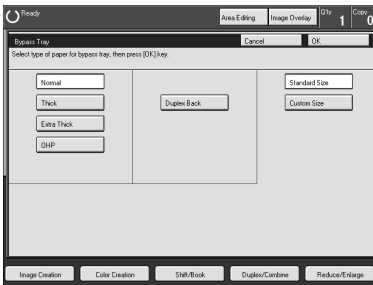 Ready
Area Editing
Image Overlay
Q'ty 1
Copy 0
Bypass Tray
Cancel
OK
Select type of paper for bypass tray, then press [OK] key.
Normal
Standard Size
Thick
Duplex Back
Custom Size
Extra Thick
OHP
Image Creation
Color Creation
Shift/Book
Duplex/Combine
Reduce/Enlarge